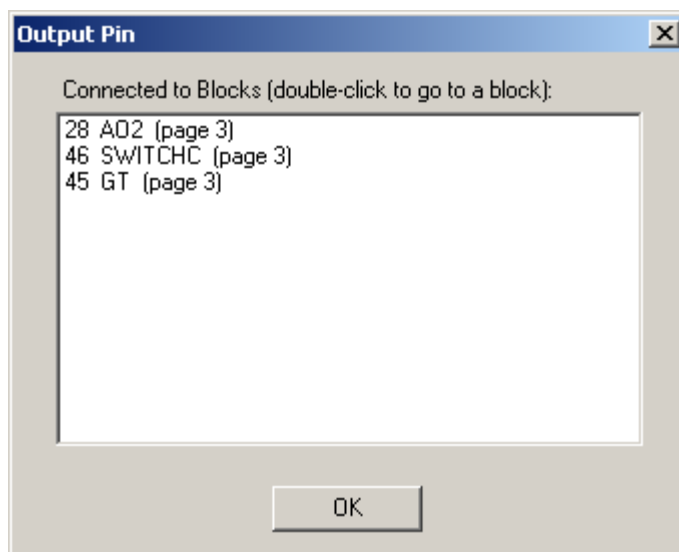 Output Pin
Connected to Blocks (double-click to go to a block):
28 AO2 (page 3)
46 SWITCHC (page 3)
45 GT (page 3)
OK